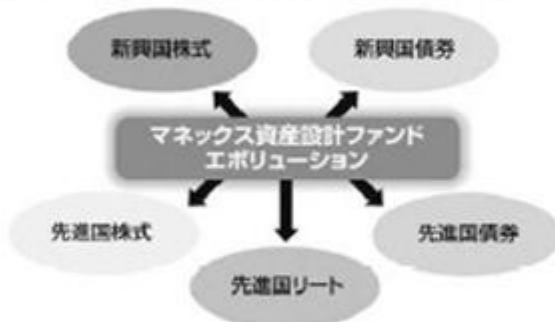 新興国株式
新興国債券
マネックス資産設計ファンド
エボリューション
先進国株式
先進国債券
先進国リート